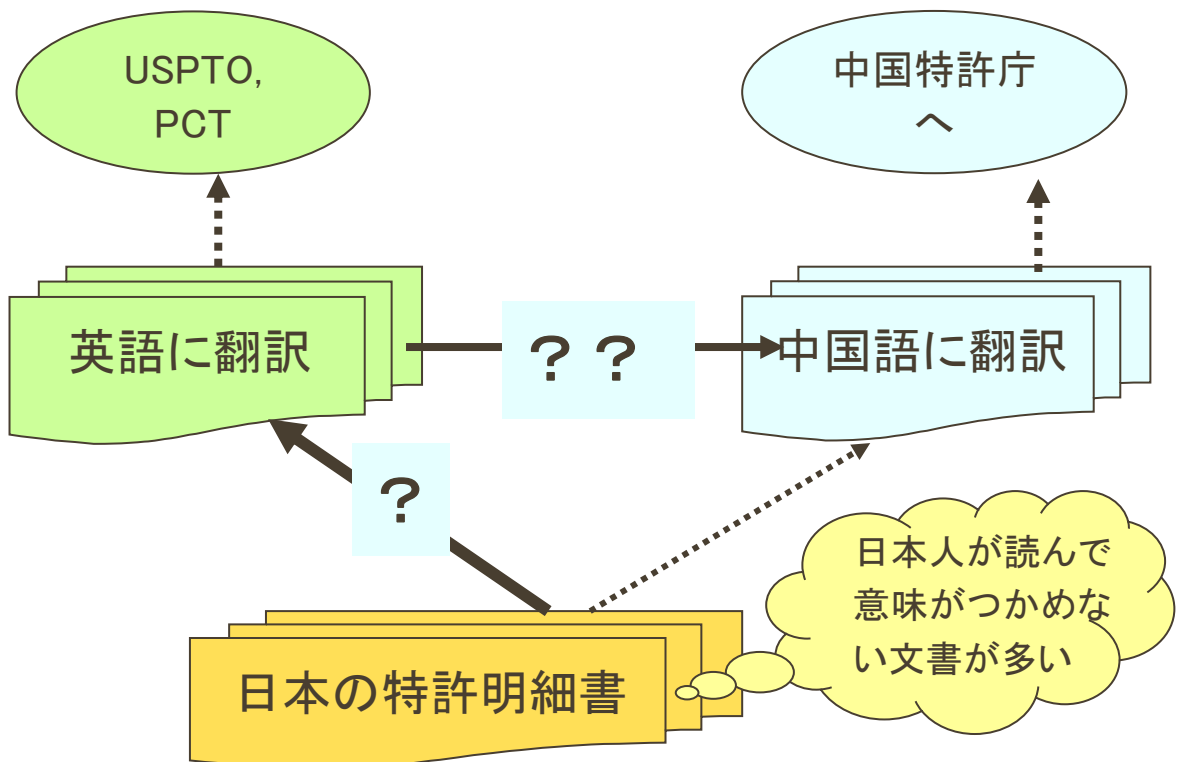 USPTO,
PCT
中国特許庁
へ
英語に翻訳
??
中国語に翻訳
?
日本人が読んで
意味がつかめな
い文書が多い
日本の特許明細書